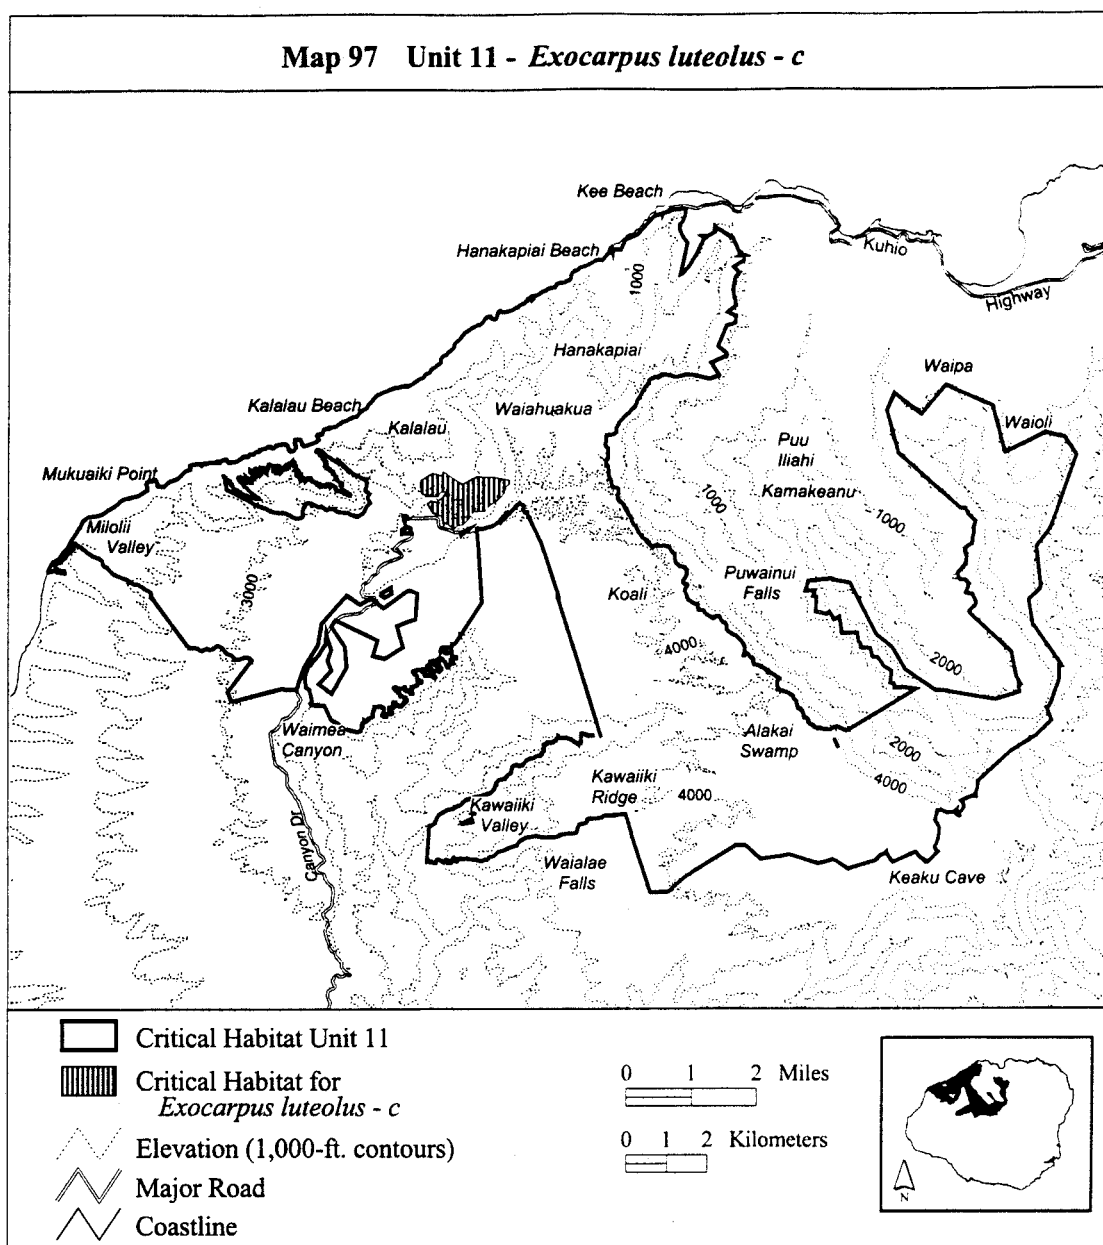 Map 97 Unit 11 - Exocarpus luteolus - c
Kee Beach
Hanakapiai Beach
Kuhio
Highway
1000
Hanakapiai
Waipa
Kalalau Beach
Waiahuakua
Kalalau
Waioli
Puu
Iliahi
Mukuaiki Point
Kamakeanu
1000
1000
Milolii
Valley
3000
Koali
Puwainui
Falls
4000
2000
Waimea
Canyon
Alakai
Swamp
2000
4000
Kawaiiki
Ridge
4000
Kawaiiki
Valley
Canyon Dr
Waialae
Falls
Keaku Cave
Critical Habitat Unit 11
Critical Habitat for
Exocarpus luteolus - c
Elevation (1,000-ft. contours)
Major Road
Coastline
0 1 2 Miles
0 1 2 Kilometers
N